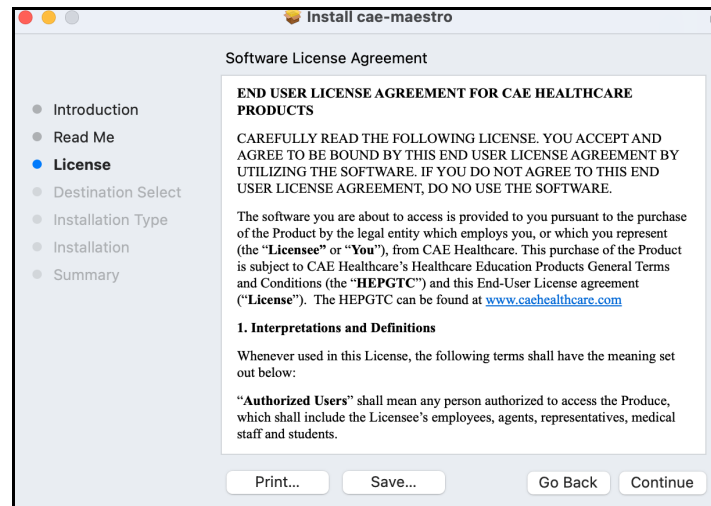 Install cae-maestro
Software License Agreement
Introduction
Read Me
License
Destination Select
Installation Type
Installation
Summary
END USER LICENSE AGREEMENT FOR CAE HEALTHCARE
PRODUCTS
CAREFULLY READ THE FOLLOWING LICENSE. YOU ACCEPT AND
AGREE TO BE BOUND BY THIS END USER LICENSE AGREEMENT BY
UTILIZING THE SOFTWARE. IF YOU DO NOT AGREE TO THIS END
USER LICENSE AGREEMENT, DO NO USE THE SOFTWARE.
The software you are about to access is provided to you pursuant to the purchase
of the Product by the legal entity which employs you, or which you represent
(the “Licensee” or “You”), from CAE Healthcare. This purchase of the Product
is subject to CAE Healthcare’s Healthcare Education Products General Terms
and Conditions (the “HEPGTC”) and this End-User License agreement
(“License”). The HEPGTC can be found at www.caehealthcare.com
1. Interpretations and Definitions
Whenever used in this License, the following terms shall have the meaning set
out below:
“Authorized Users” shall mean any person authorized to access the Produce,
which shall include the Licensee’s employees, agents, representatives, medical
staff and students.
Print... Save... Go Back Continue